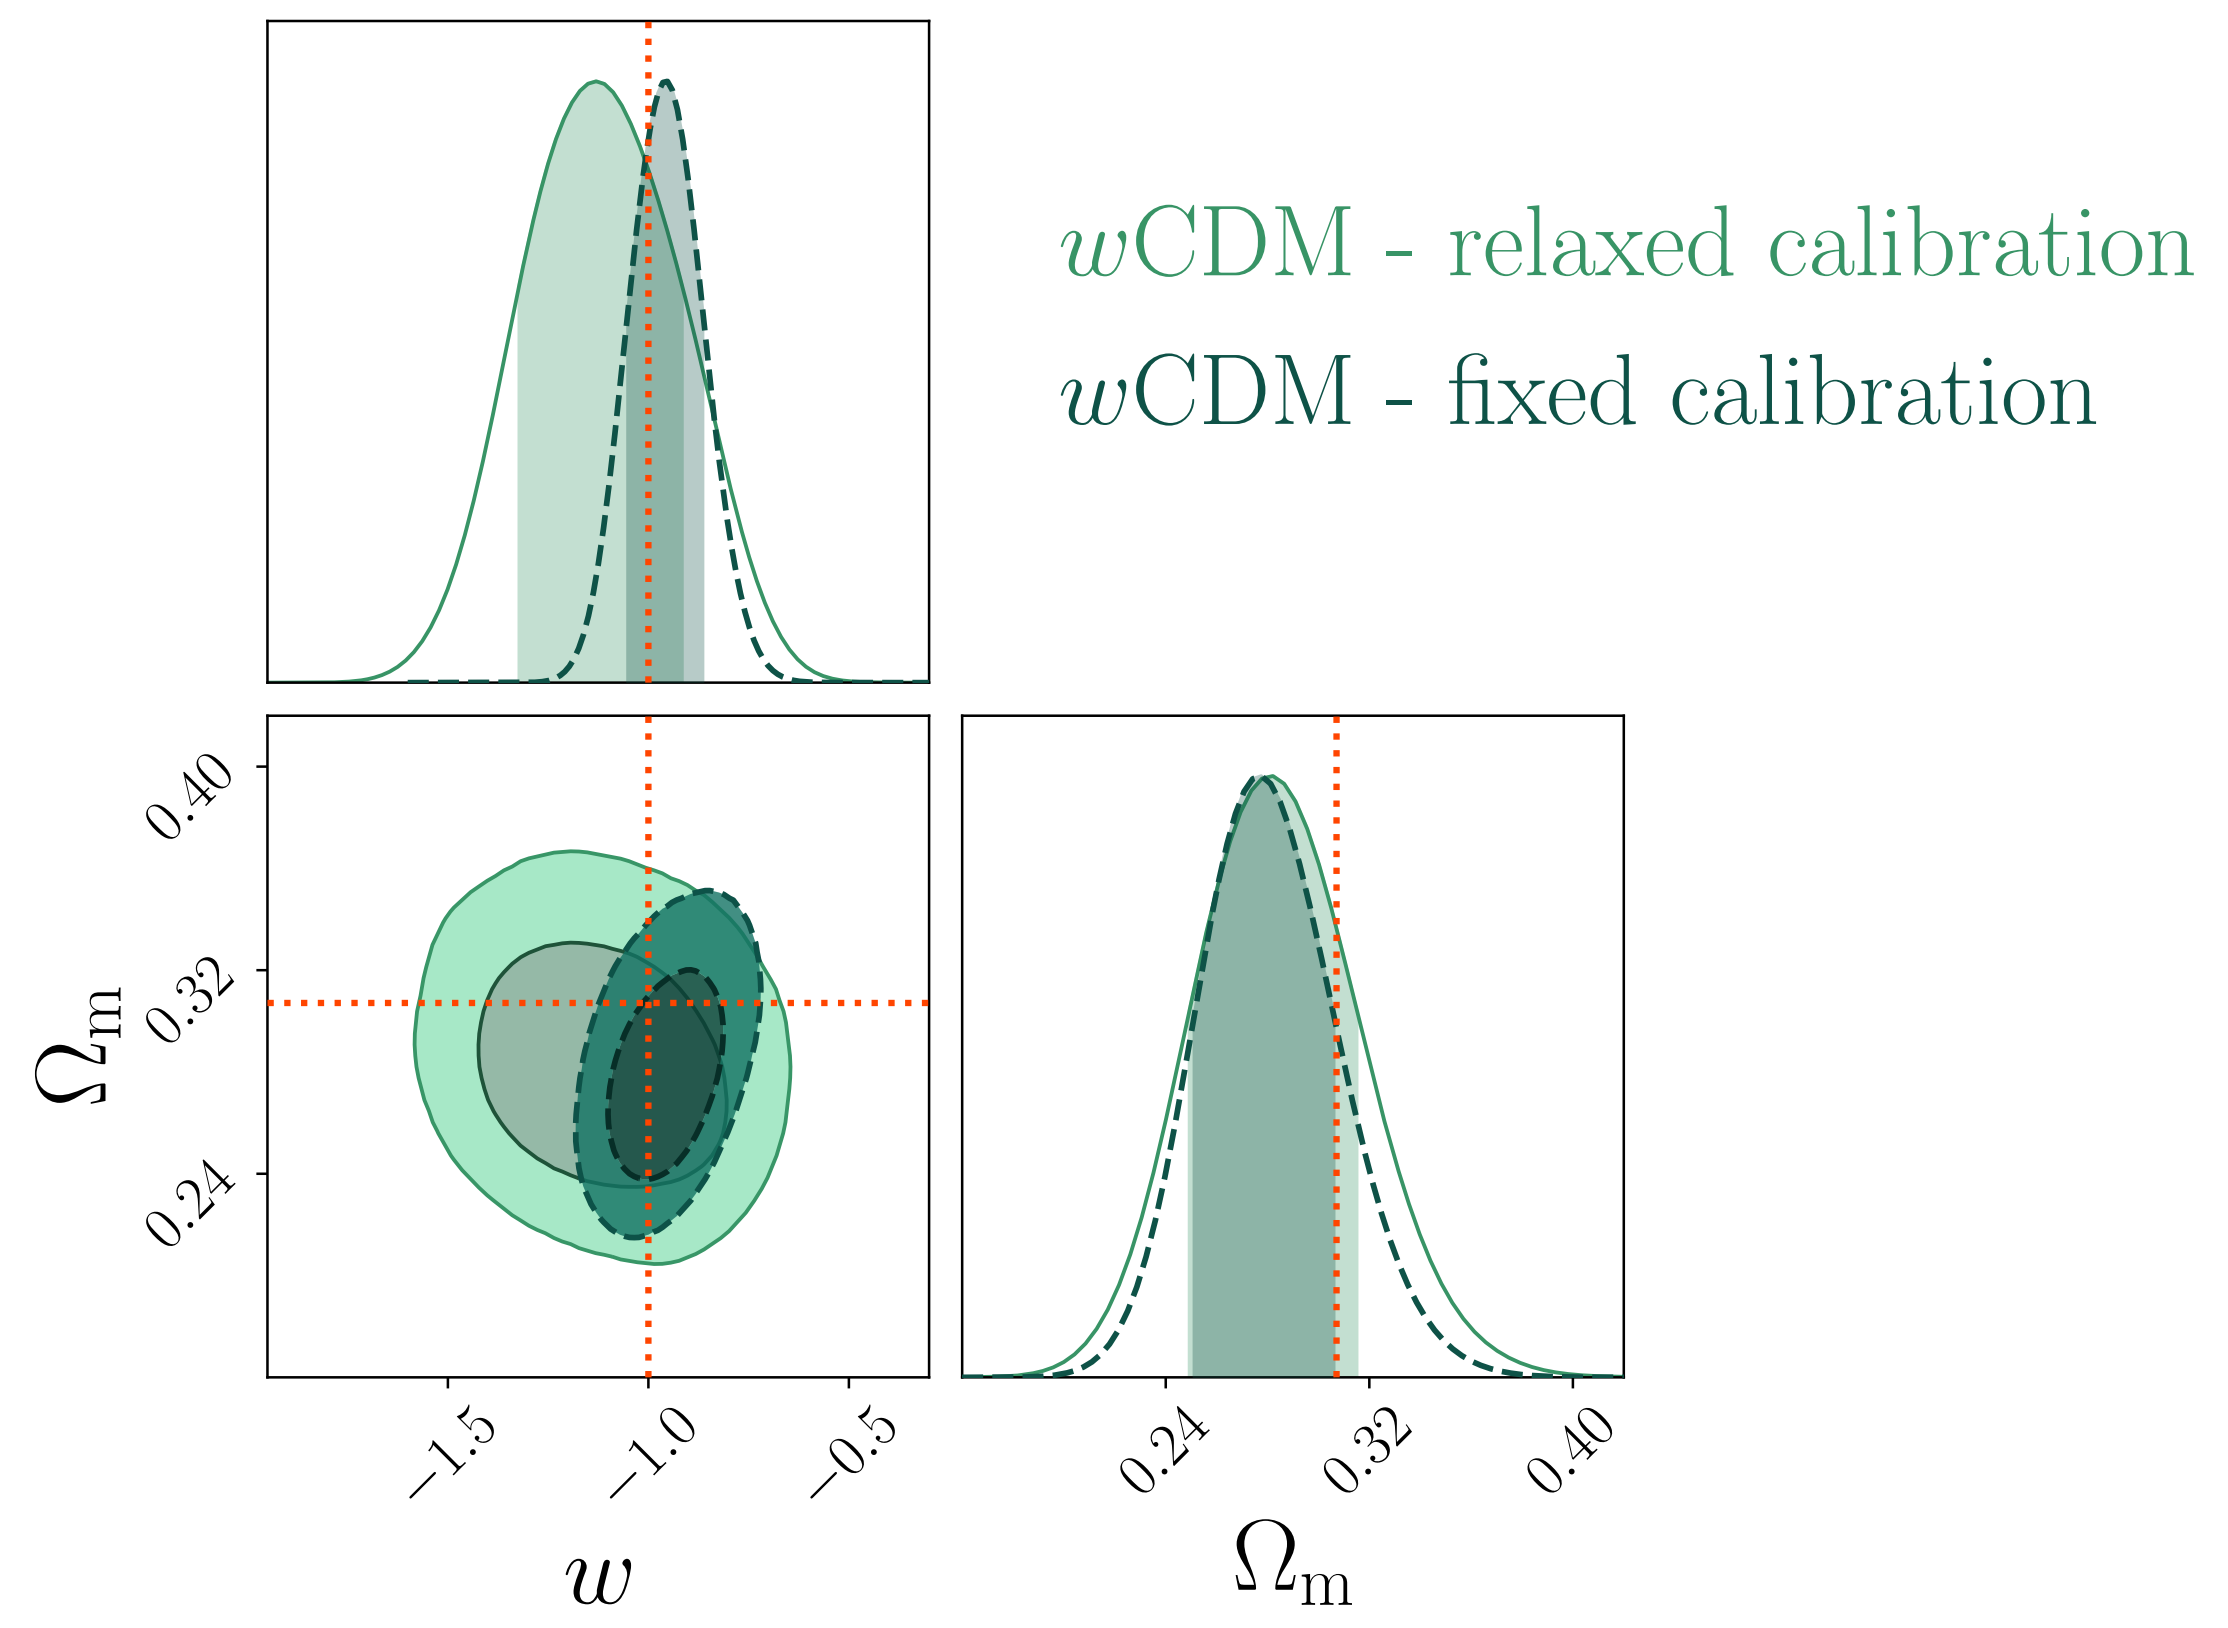 wCDM - relaxed calibration
wCDM - fixed calibration
0.40
0.32
0.24
Ωm
−1.5
−1.0
−0.5
w
0.24
0.32
0.40
Ωm